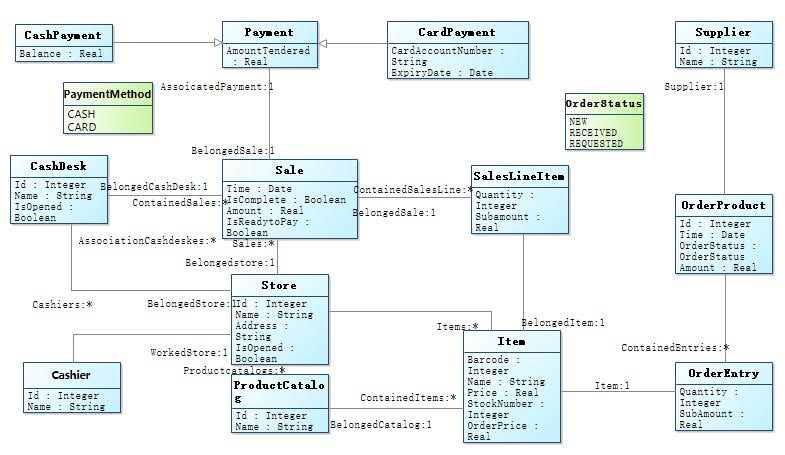 CashPayment
Balance : Real
Payment
AmountTendered
: Real
CardPayment
CardAccountNumber :
String
ExpiryDate : Date
Supplier
Id : Integer
Name : String
PaymentMethod
CASH
CARD
AssoicatedPayment:1
OrderStatus
NEW
RECEIVED
REQUESTED
Supplier:1
BelongedSale:1
CashDesk
Id : Integer
Name : String
IsOpened :
Boolean
BelongedCashDesk:1
ContainedSales:*
Sale
Time : Date
IsComplete : Boolean
Amount : Real
IsReadytoPay :
Boolean
ContainedSalesLine:*
BelongedSale:1
SalesLineItem
Quantity :
Integer
Subamount :
Real
OrderProduct
Id : Integer
Time : Date
OrderStatus :
OrderStatus
Amount : Real
AssociationCashdeskes:*
Sales:*
Belongedstore:1
Store
Id : Integer
Name : String
Address :
String
IsOpened :
Boolean
Cashiers:*
BelongedStore:1
WorkedStore:1
Productcatalogs:*
Items:*
BelongedItem:1
ContainedEntries:*
Cashier
Id : Integer
Name : String
ProductCatalo
g
Id : Integer
Name : String
ContainedItems:*
BelongedCatalog:1
Item
Barcode :
Integer
Name : String
Price : Real
StockNumber :
Integer
OrderPrice :
Real
Item:1
OrderEntry
Quantity :
Integer
SubAmount :
Real